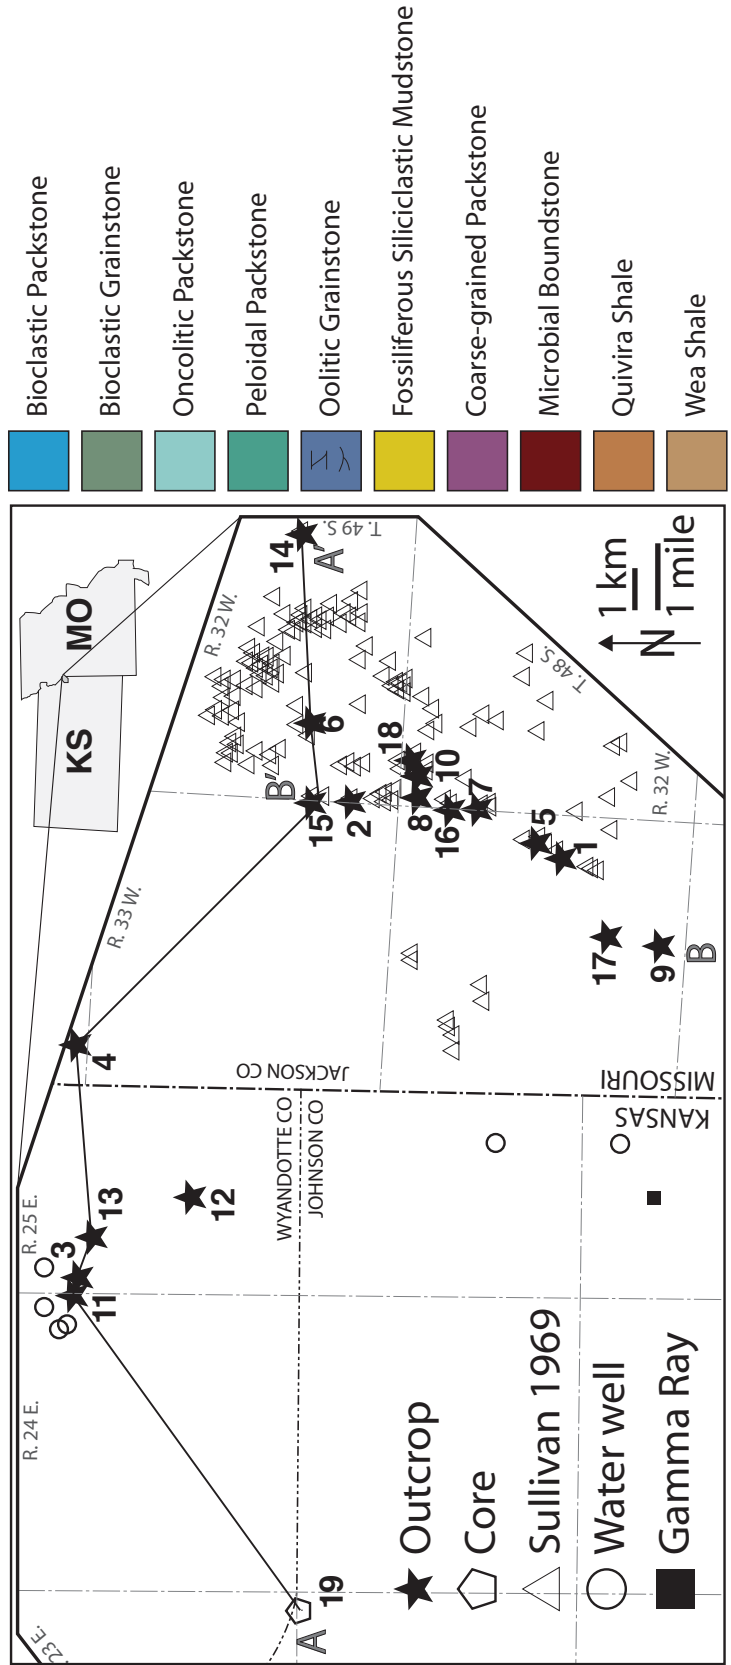 Bioclastic Packstone
Bioclastic Grainstone
Oncolitic Packstone
Peloidal Packstone
Oolitic Grainstone
Fossiliferous Siliciclastic Mudstone
Coarse-grained Packstone
Microbial Boundstone
Quivira Shale
Wea Shale
KS
MO
23 E.
R. 24 E.
R. 25 E.
R. 33 W.
R. 32 W.
T. 49 S.
T. 48 S.
R. 32 W.
A
19
11
3
13
12
4
15
B'
2
6
14
A'
18
10
8
16
7
5
1
17
9
B
WYANDOTTE CO
JOHNSON CO
JACKSON CO
KANSAS
MISSOURI
Outcrop
Core
Sullivan 1969
Water well
Gamma Ray
N
1 km
1 mile